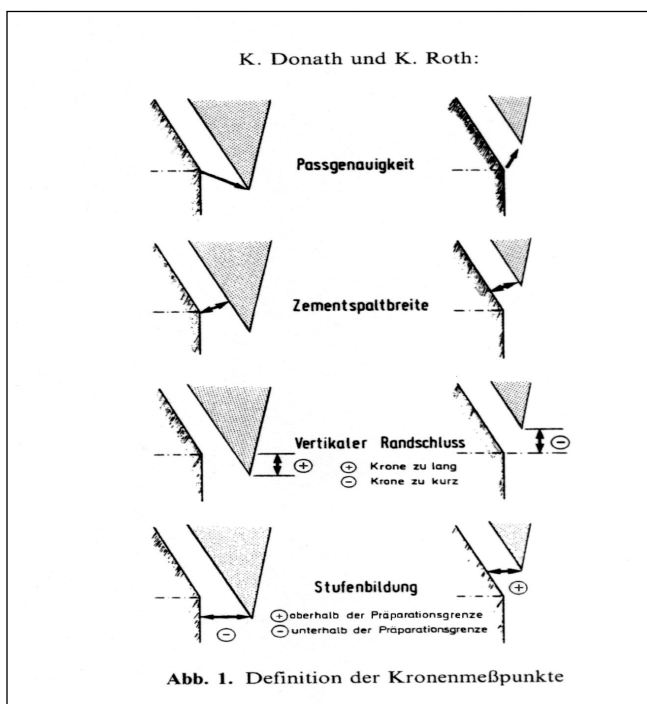 K. Donath und K. Roth:
Passgenauigkeit
Zementspaltbreite
Vertikaler Randschluss
⊕ ⊕ Krone zu lang ⊖
⊖ Krone zu kurz
Stufenbildung
⊕
⊕ oberhalb der Präparationsgrenze
⊖ ⊖ unterhalb der Präparationsgrenze
Abb. 1. Definition der Kronenmeßpunkte